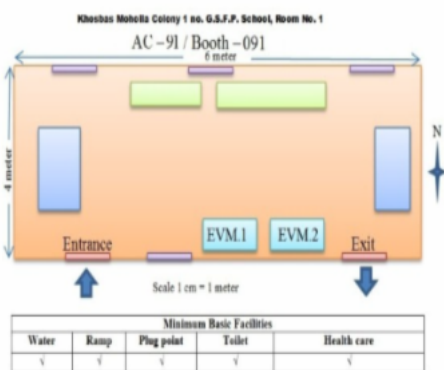 Khosbas Moholla Colony 1 no. G.S.F.P. School, Room No. 1
AC -91 / Booth -091
6 meter
4 meter
N
EVM.1 EVM.2
Entrance Exit
Scale 1 cm = 1 meter
Minimum Basic Facilities
Water Ramp Plug point Toilet Health care
√ √ √ √ √